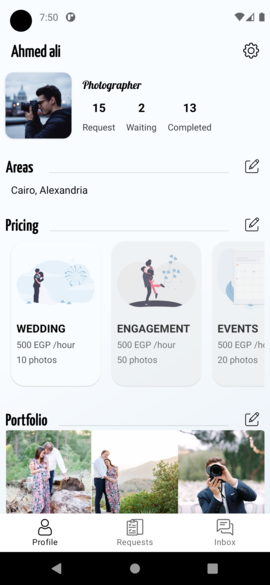 7:50
Ahmed ali
Photographer
15 2 13
Request Waiting Completed
Areas
Cairo, Alexandria
Pricing
WEDDING ENGAGEMENT EVENTS
500 EGP /hour 500 EGP /hour 500 EGP /h
10 photos 50 photos 20 photos
Portfolio
Profile Requests Inbox